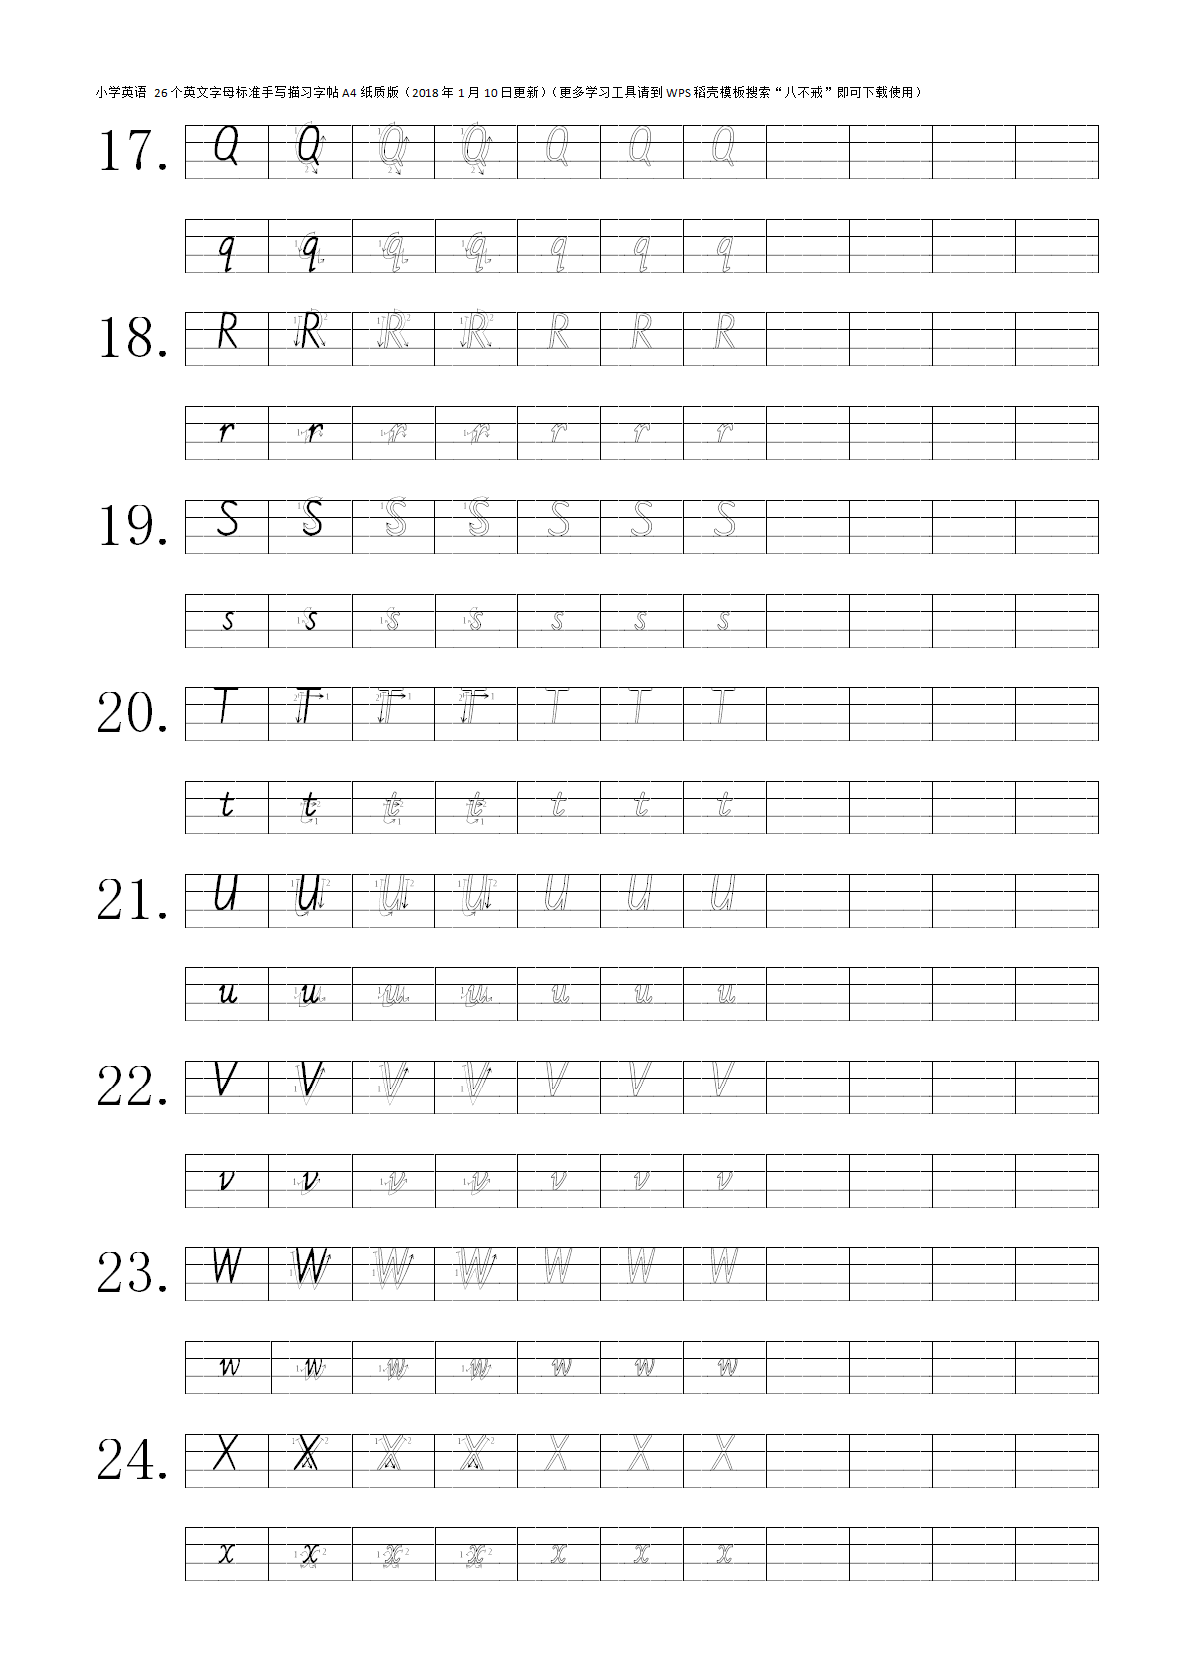 小学英语 26个英文字母标准手写描习字帖A4纸质版（2018年1月10日更新）（更多学习工具请到WPS稻壳模板搜索“八不戒”即可下载使用）
17. Q Q Q Q Q Q Q
q q q q q q q
18. R R R R R R R
r r r r r r r
19. S S S S S S S
s s s s s s s
20. T T T T T T T
t t t t t t t
21. U U U U U U U
u u u u u u u
22. V V V V V V V
v v v v v v v
23. W W W W W W W
w w w w w w w
24. X X X X X X X
x x x x x x x